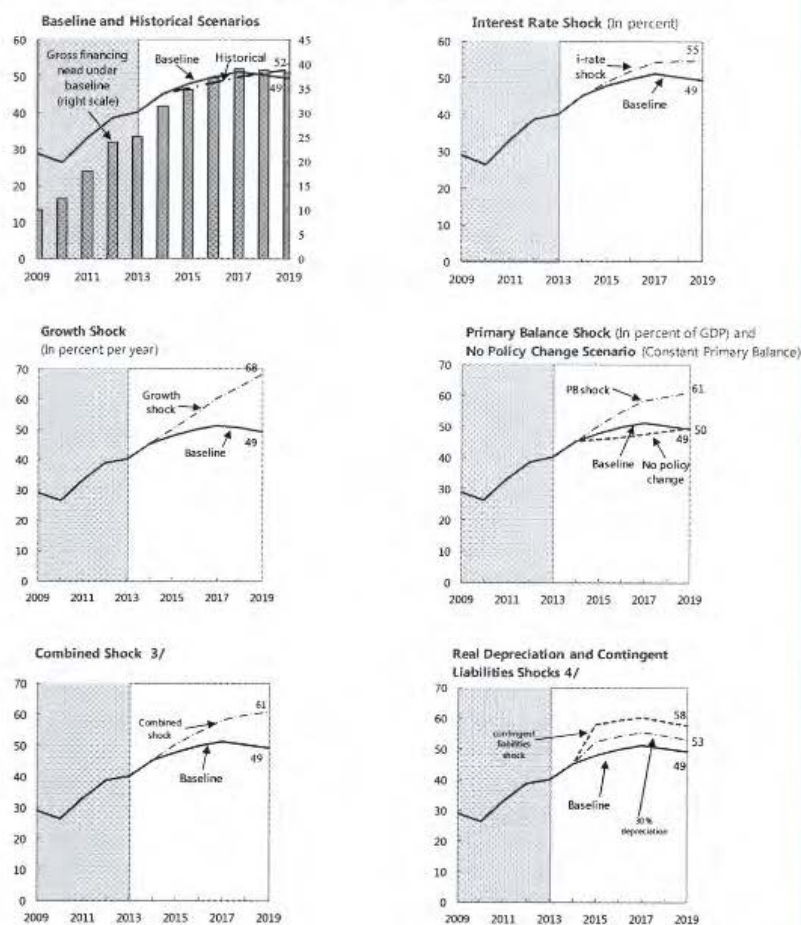 Baseline and Historical Scenarios
60
50
40
30
20
10
0
45
40
35
30
25
20
15
10
5
0
Gross financing
need under
baseline
(right scale)
Baseline
Historical
52
49
2009 2011 2013 2015 2017 2019
Interest Rate Shock (In percent)
60
50
40
30
20
10
0
i-rate
shock
55
Baseline
49
2009 2011 2013 2015 2017 2019
Growth Shock
(In percent per year)
70
60
50
40
30
20
10
0
68
Growth
shock
Baseline
49
2009 2011 2013 2015 2017 2019
Primary Balance Shock (In percent of GDP) and
No Policy Change Scenario (Constant Primary Balance)
70
60
50
40
30
20
10
0
PB shock
61
50
49
Baseline
No policy
change
2009 2011 2013 2015 2017 2019
Combined Shock 3/
70
60
50
40
30
20
10
0
61
Combined
shock
Baseline
49
2009 2011 2013 2015 2017 2019
Real Depreciation and Contingent
Liabilities Shocks 4/
70
60
50
40
30
20
10
0
contingent
liabilities
shock
58
53
49
Baseline
30%
depreciation
2009 2011 2013 2015 2017 2019